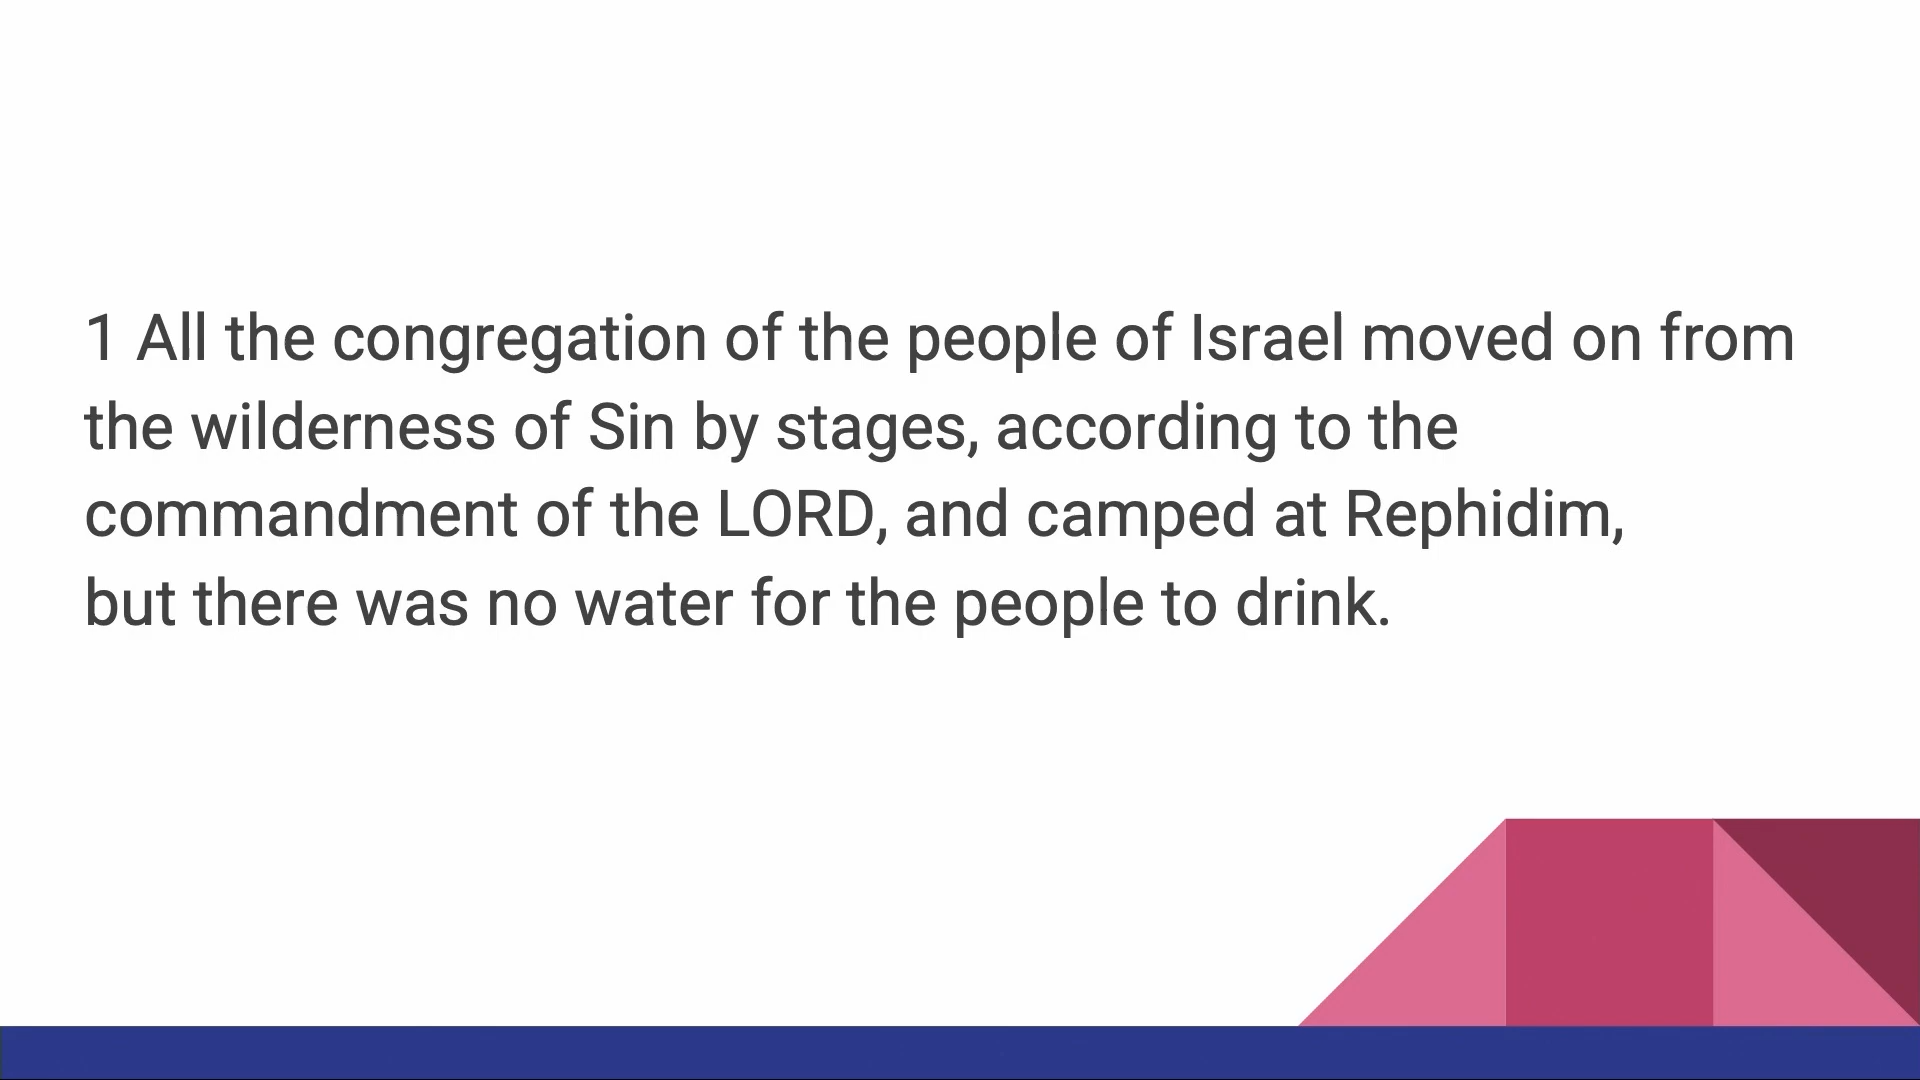 1 All the congregation of the people of Israel moved on from
the wilderness of Sin by stages, according to the
commandment of the LORD, and camped at Rephidim,
but there was no water for the people to drink.